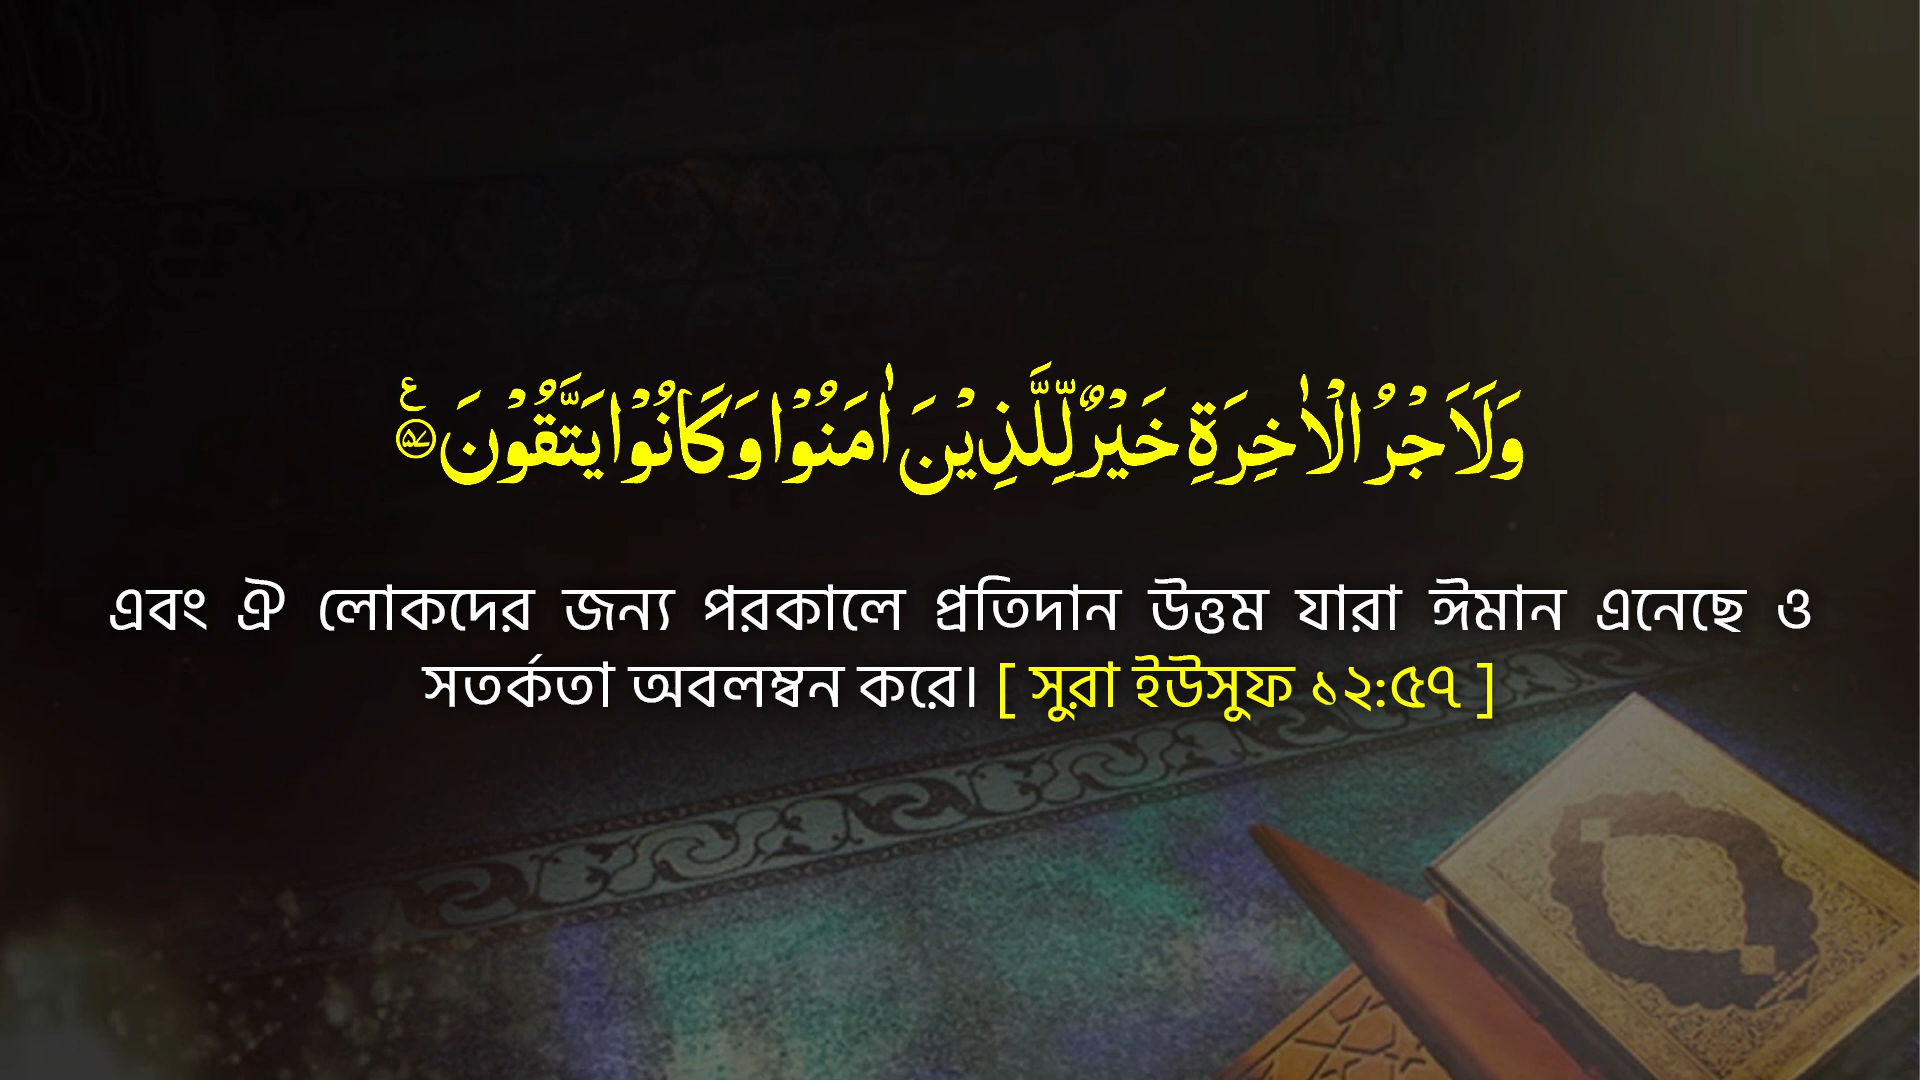 وَلَاَجْرُ الْاٰخِرَةِ خَيْرٌ لِّلَّذِيْنَ اٰمَنُوْا وَكَانُوْا يَتَّقُوْنَ ۧ﴿۵۷﴾
এবং ঐ লোকদের জন্য পরকালে প্রতিদান উত্তম যারা ঈমান এনেছে ও
সতর্কতা অবলম্বন করে। [ সুরা ইউসুফ ১২:৫৭ ]